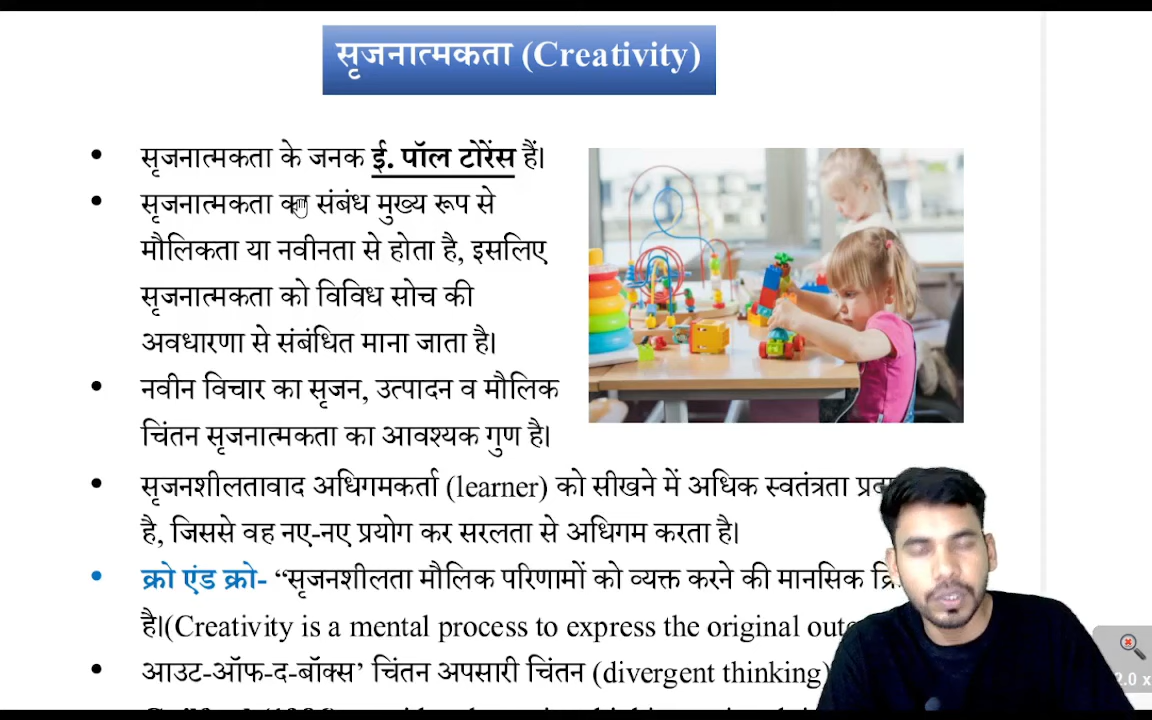 सृजनात्मकता (Creativity)
• सृजनात्मकता के जनक ई. पॉल टोरेंस हैं।
• सृजनात्मकता का संबंध मुख्य रूप से
मौलिकता या नवीनता से होता है, इसलिए
सृजनात्मकता को विविध सोच की
अवधारणा से संबंधित माना जाता है।
• नवीन विचार का सृजन, उत्पादन व मौलिक
चिंतन सृजनात्मकता का आवश्यक गुण है।
• सृजनशीलतावाद अधिगमकर्ता (learner) को सीखने में अधिक स्वतंत्रता
है, जिससे वह नए-नए प्रयोग कर सरलता से अधिगम करता है।
• क्रो एंड क्रो- “सृजनशीलता मौलिक परिणामों को व्यक्त करने की मानसिक
है।(Creativity is a mental process to express the original
• आउट-ऑफ-द-बॉक्स’ चिंतन अपसारी चिंतन (divergent thinking)